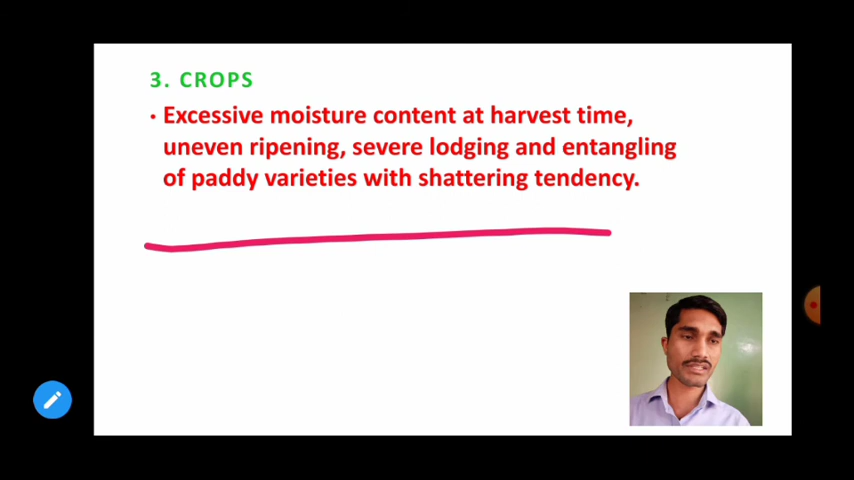 3. CROPS
• Excessive moisture content at harvest time,
uneven ripening, severe lodging and entangling
of paddy varieties with shattering tendency.